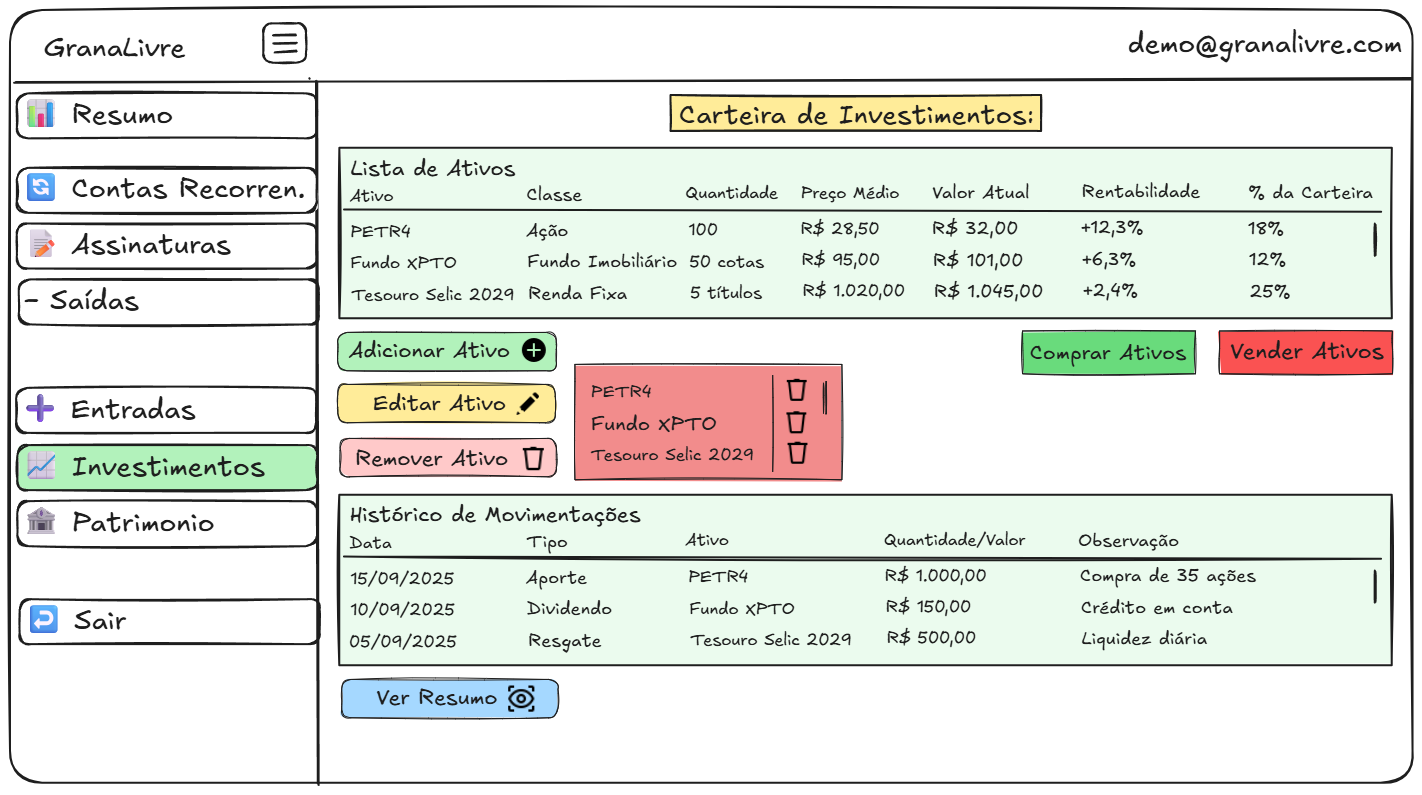 GranaLivre
demo@granalivre.com
Resumo
Contas Recorren.
Assinaturas
- Saídas
Entradas
Investimentos
Patrimonio
Sair
Carteira de Investimentos:
Lista de Ativos
Ativo Classe Quantidade Preço Médio Valor Atual Rentabilidade % da Carteira
PETR4 Ação 100 R$ 28,50 R$ 32,00 +12,3% 18%
Fundo XPTO Fundo Imobiliário 50 cotas R$ 95,00 R$ 101,00 +6,3% 12%
Tesouro Selic 2029 Renda Fixa 5 títulos R$ 1.020,00 R$ 1.045,00 +2,4% 25%
Adicionar Ativo
Editar Ativo
Remover Ativo
PETR4
Fundo XPTO
Tesouro Selic 2029
Comprar Ativos
Vender Ativos
Histórico de Movimentações
Data Tipo Ativo Quantidade/Valor Observação
15/09/2025 Aporte PETR4 R$ 1.000,00 Compra de 35 ações
10/09/2025 Dividendo Fundo XPTO R$ 150,00 Crédito em conta
05/09/2025 Resgate Tesouro Selic 2029 R$ 500,00 Liquidez diária
Ver Resumo